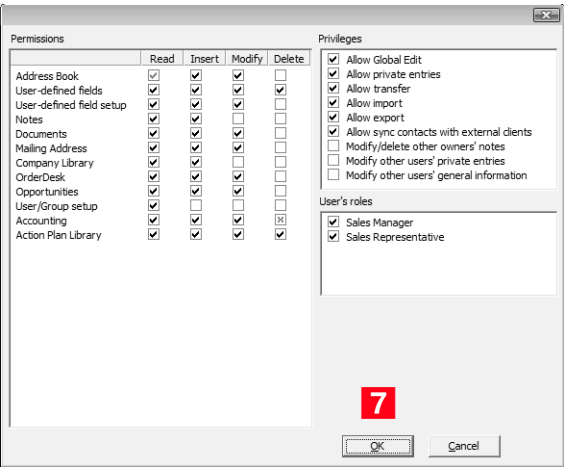 Permissions
Read Insert Modify Delete
Address Book
User-defined fields
User-defined field setup
Notes
Documents
Mailing Address
Company Library
OrderDesk
Opportunities
User/Group setup
Accounting
Action Plan Library
Privileges
Allow Global Edit
Allow private entries
Allow transfer
Allow import
Allow export
Allow sync contacts with external clients
Modify/delete other owners' notes
Modify other users' private entries
Modify other users' general information
User's roles
Sales Manager
Sales Representative
7
OK Cancel